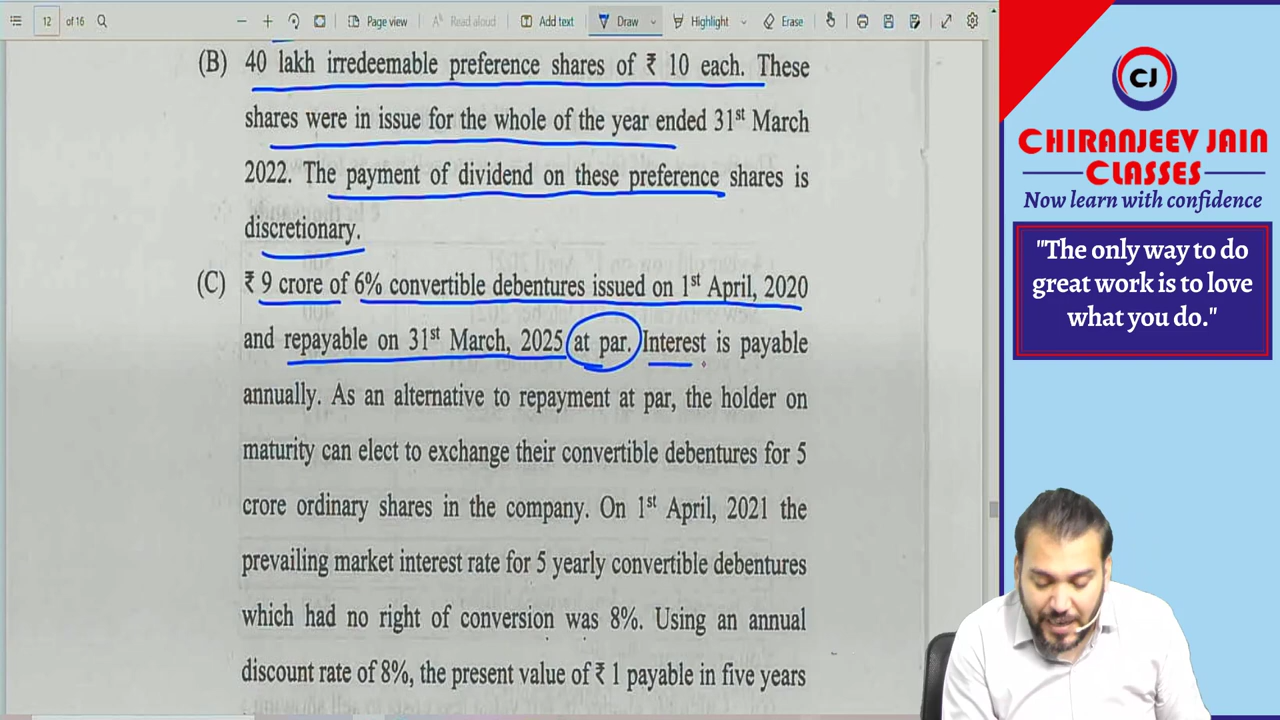 12 of 16
Page view
Read aloud
Add text
Draw
Highlight
Erase
(B) 40 lakh irredeemable preference shares of ₹ 10 each. These
shares were in issue for the whole of the year ended 31st March
2022. The payment of dividend on these preference shares is
discretionary.
(C) ₹ 9 crore of 6% convertible debentures issued on 1st April, 2020
and repayable on 31st March, 2025 at par. Interest is payable
annually. As an alternative to repayment at par, the holder on
maturity can elect to exchange their convertible debentures for 5
crore ordinary shares in the company. On 1st April, 2021 the
prevailing market interest rate for 5 yearly convertible debentures
which had no right of conversion was 8%. Using an annual
discount rate of 8%, the present value of ₹ 1 payable in five years
CJ
CHIRANJEEV JAIN
CLASSES
Now learn with confidence
"The only way to do
great work is to love
what you do."